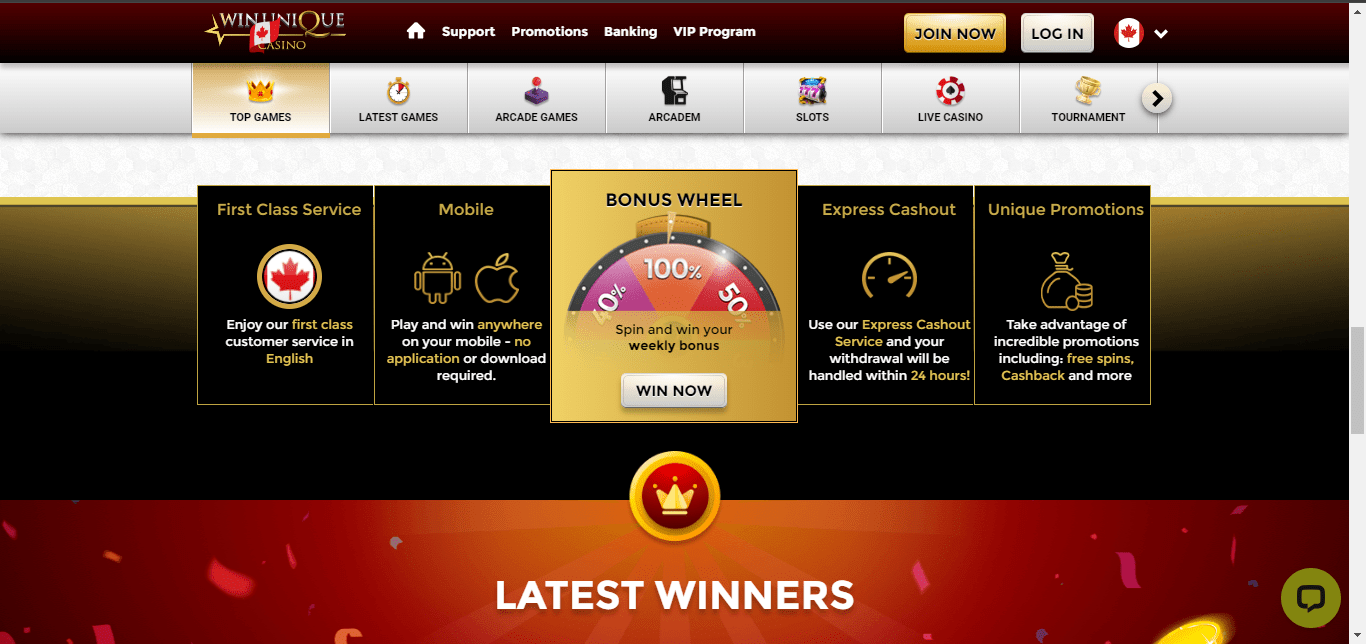 WINUNIQUE
CASINO
Support
Promotions
Banking
VIP Program
JOIN NOW
LOG IN
TOP GAMES
LATEST GAMES
ARCADE GAMES
ARCADEM
SLOTS
LIVE CASINO
TOURNAMENT
First Class Service
Enjoy our first class
customer service in
English
Mobile
Play and win anywhere
on your mobile - no
application or download
required.
BONUS WHEEL
40%
100%
50%
Spin and win your
weekly bonus
WIN NOW
Express Cashout
Use our Express Cashout
Service and your
withdrawal will be
handled within 24 hours!
Unique Promotions
Take advantage of
incredible promotions
including: free spins,
Cashback and more
LATEST WINNERS